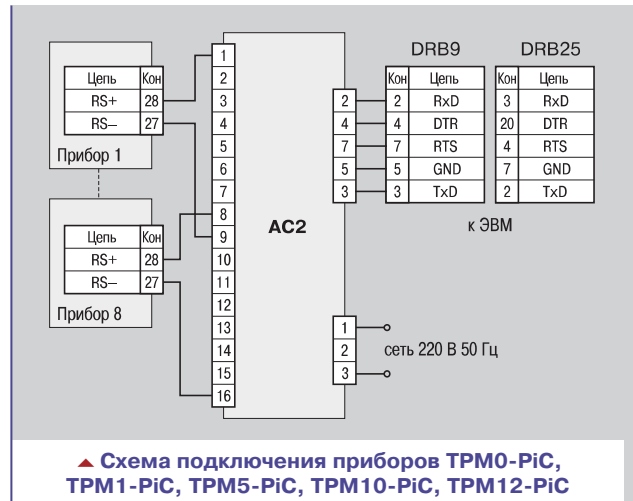 DRB9 DRB25
Цепь Кон
RS+ 28
RS– 27
Прибор 1
Цепь Кон
RS+ 28
RS– 27
Прибор 8
1
2
3
4
5
6
7
8
9
10
11
12
13
14
15
16
AC2
2
4
7
5
3
Кон Цепь
2 RxD
4 DTR
7 RTS
5 GND
3 TxD
Кон Цепь
3 RxD
20 DTR
4 RTS
7 GND
2 TxD
к ЭВМ
1
2
3
сеть 220 В 50 Гц
Схема подключения приборов ТРМ0-PiC,
ТРМ1-PiC, ТРМ5-PiC, ТРМ10-PiC, ТРМ12-PiC